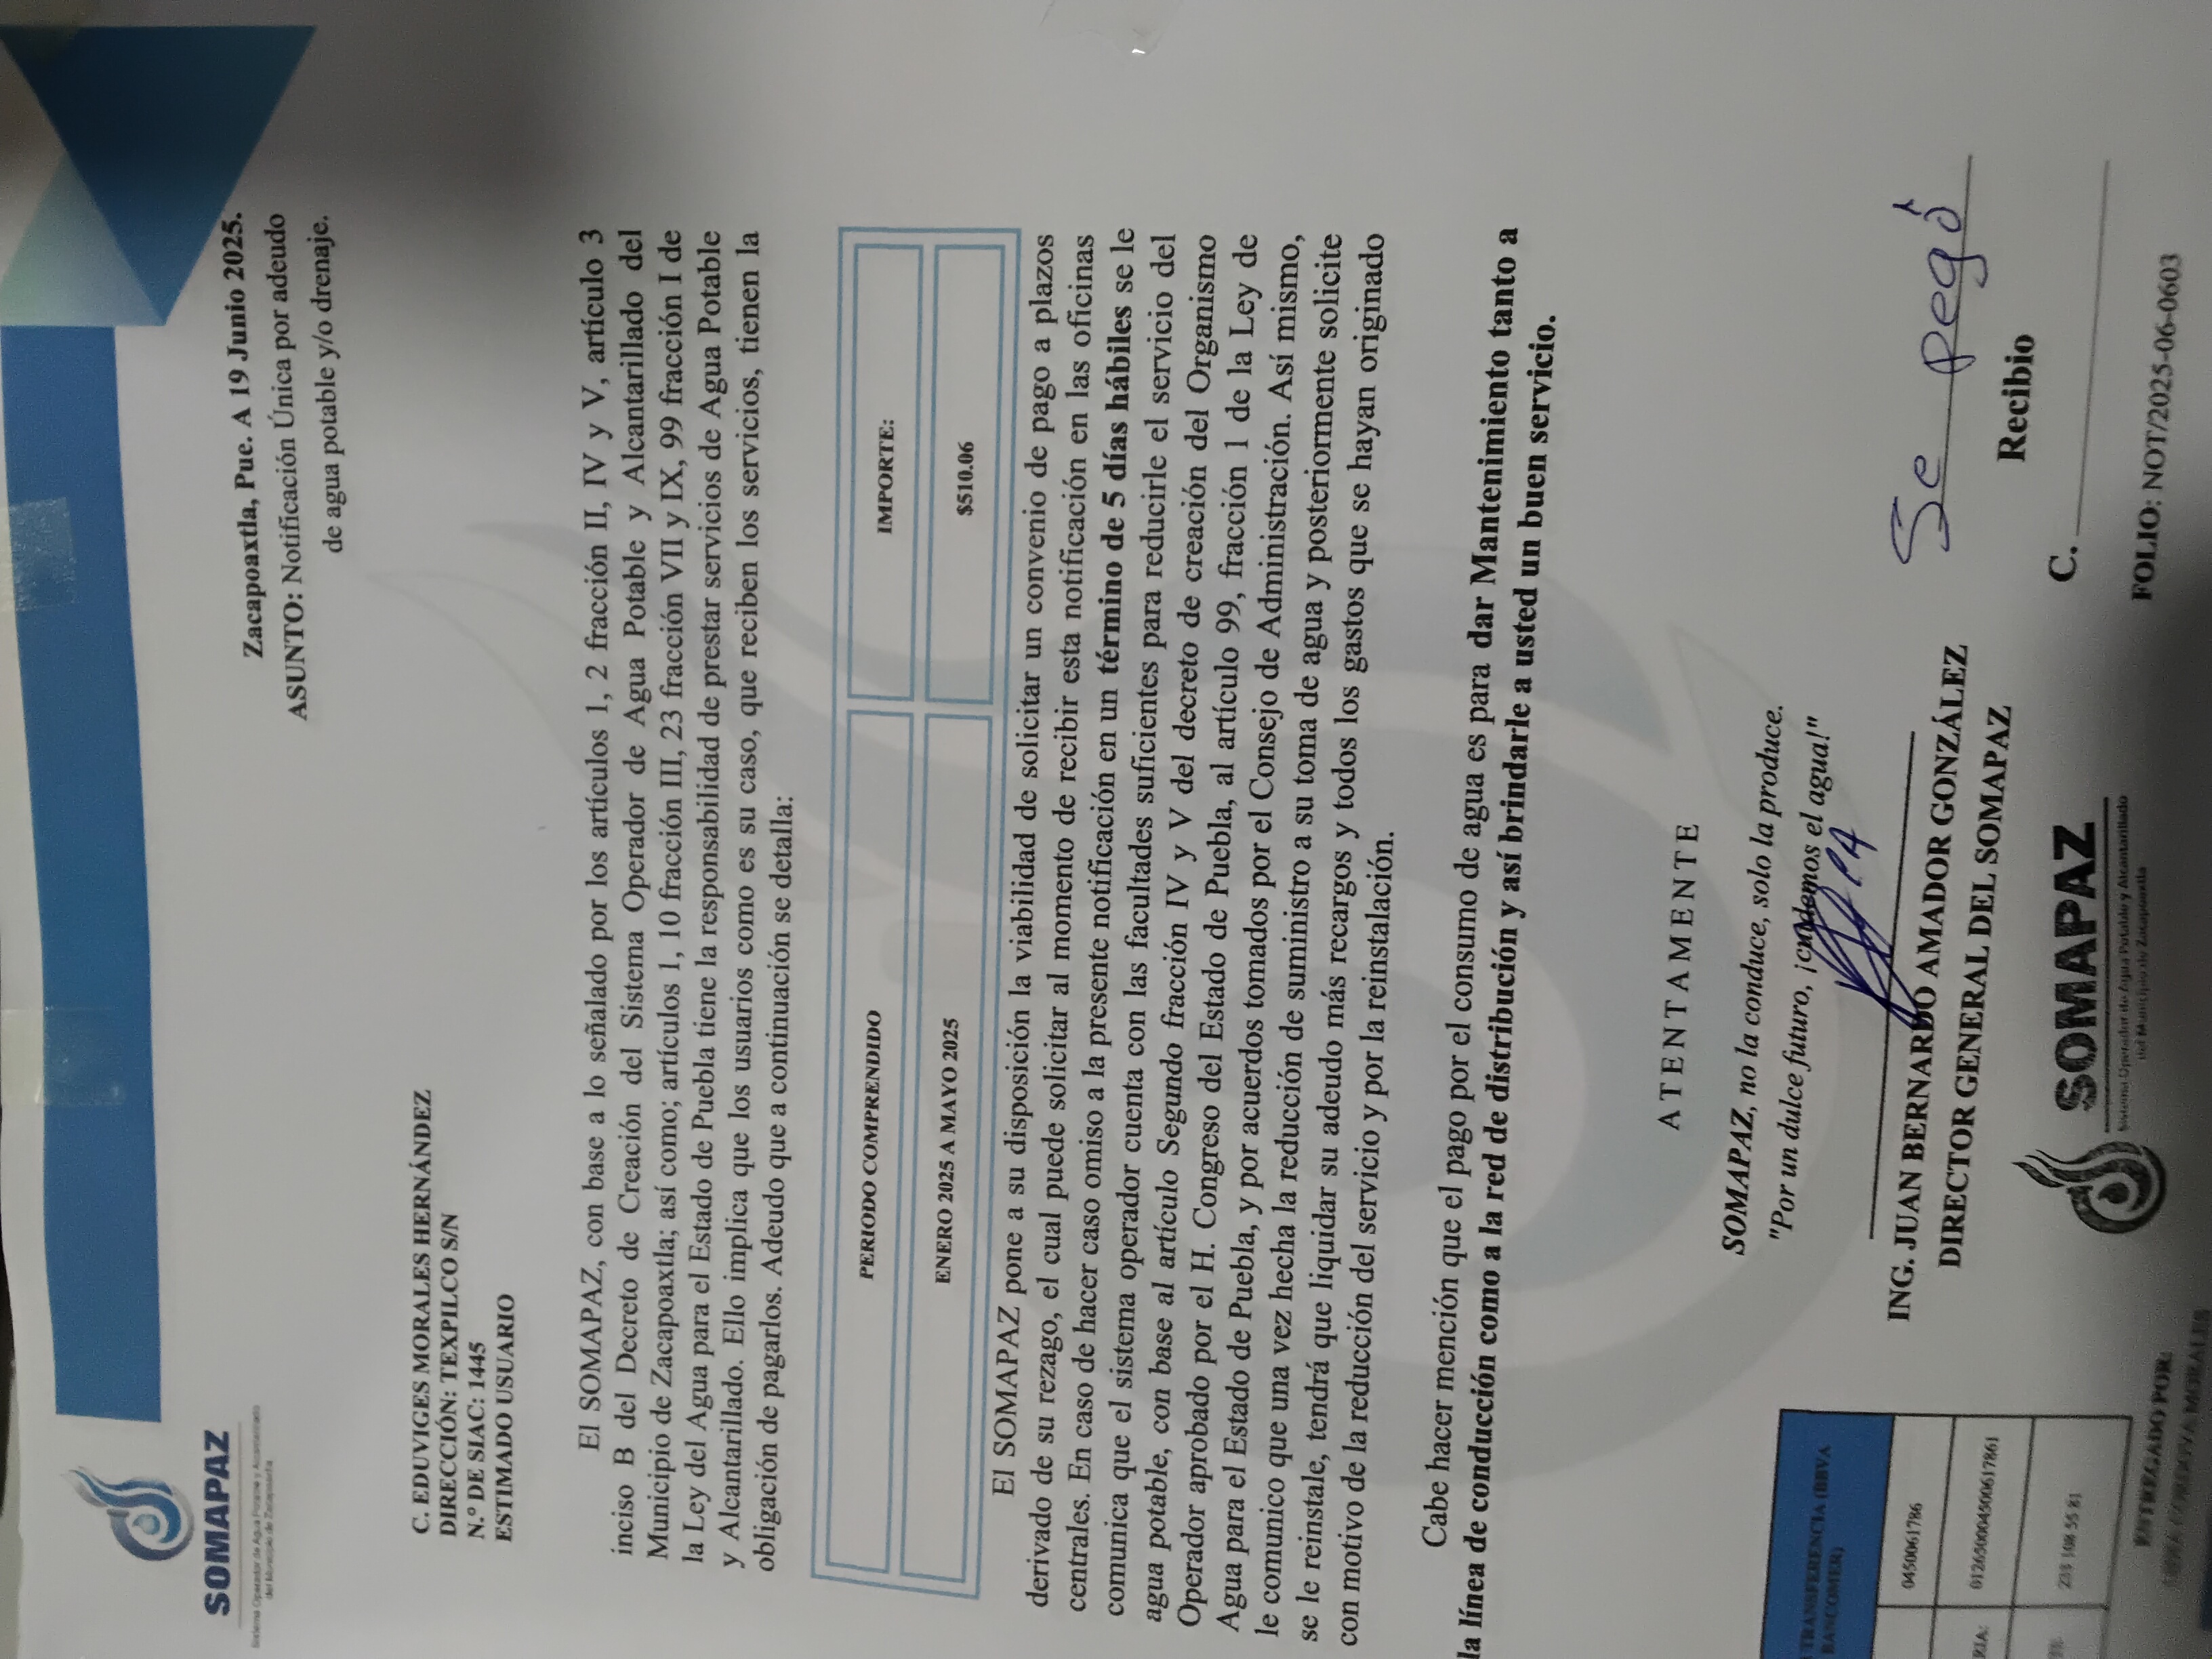 SOMAPAZ
Sistema Operador de Agua Potable y Alcantarillado
del Municipio de Zacapoaxtla
Zacapoaxtla, Pue. A 19 Junio 2025.
ASUNTO: Notificación Única por adeudo
de agua potable y/o drenaje.
C. EDUVIGES MORALES HERNÁNDEZ
DIRECCIÓN: TEXPILCO S/N
N.º DE SIAC: 1445
ESTIMADO USUARIO
El SOMAPAZ, con base a lo señalado por los artículos 1, 2 fracción II, IV y V, artículo 3
inciso B del Decreto de Creación del Sistema Operador de Agua Potable y Alcantarillado del
Municipio de Zacapoaxtla; así como; artículos 1, 10 fracción III, 23 fracción VII y IX, 99 fracción I de
la Ley del Agua para el Estado de Puebla tiene la responsabilidad de prestar servicios de Agua Potable
y Alcantarillado. Ello implica que los usuarios como es su caso, que reciben los servicios, tienen la
obligación de pagarlos. Adeudo que a continuación se detalla:
PERIODO COMPRENDIDO
IMPORTE:
ENERO 2025 A MAYO 2025
$510.06
El SOMAPAZ pone a su disposición la viabilidad de solicitar un convenio de pago a plazos
derivado de su rezago, el cual puede solicitar al momento de recibir esta notificación en las oficinas
centrales. En caso de hacer caso omiso a la presente notificación en un término de 5 días hábiles se le
comunica que el sistema operador cuenta con las facultades suficientes para reducirle el servicio del
agua potable, con base al artículo Segundo fracción IV y V del decreto de creación del Organismo
Operador aprobado por el H. Congreso del Estado de Puebla, al artículo 99, fracción 1 de la Ley de
Agua para el Estado de Puebla, y por acuerdos tomados por el Consejo de Administración. Así mismo,
le comunico que una vez hecha la reducción de suministro a su toma de agua y posteriormente solicite
se le reinstale, tendrá que liquidar su adeudo más recargos y todos los gastos que se hayan originado
con motivo de la reducción del servicio y por la reinstalación.
Cabe hacer mención que el pago por el consumo de agua es para dar Mantenimiento tanto a
la línea de conducción como a la red de distribución y así brindarle a usted un buen servicio.
ATENTAMENTE
SOMAPAZ, no la conduce, solo la produce.
"Por un dulce futuro, ¡cuidemos el agua!"
PA
ING. JUAN BERNARDO AMADOR GONZÁLEZ
DIRECTOR GENERAL DEL SOMAPAZ
SOMAPAZ
Sistema Operador de Agua Potable y Alcantarillado
del Municipio de Zacapoaxtla
TRANSFERENCIA (BBVA
BANCOMER)
0450061786
RIA:
012650004500617861
233 108 55 81
ENTREGADO POR:
CORDOVA MORALES
Se pegó
Recibio
C.
FOLIO: NOT/2025-06-0603